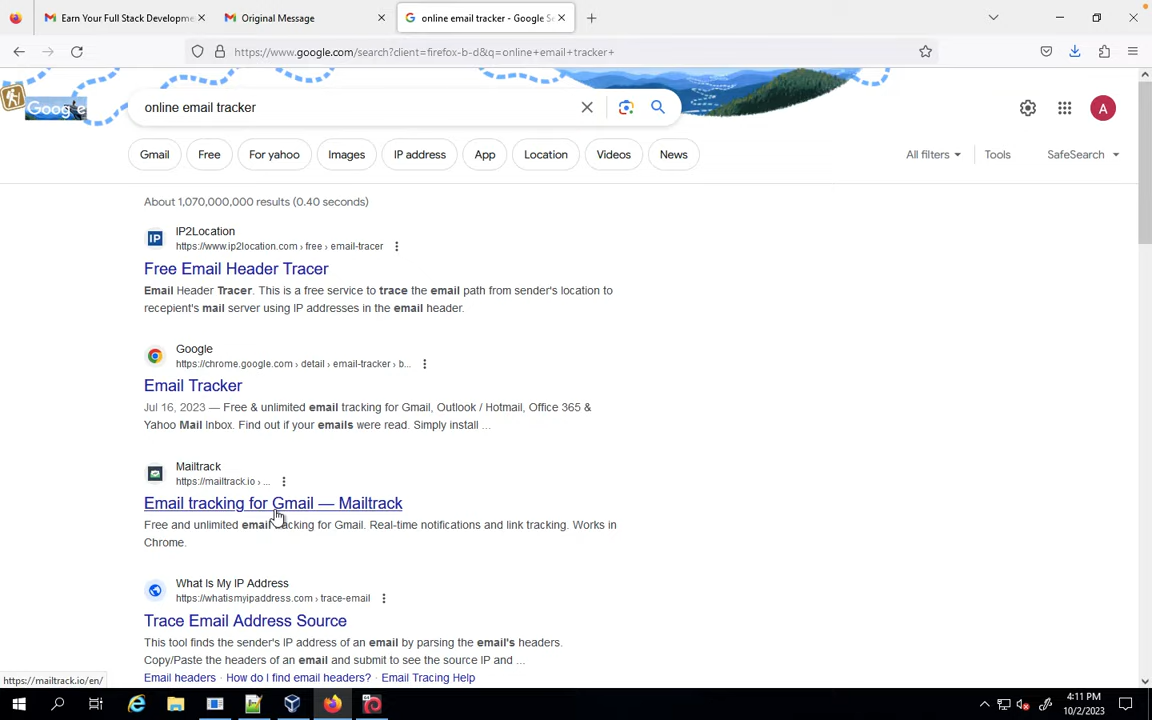 Earn Your Full Stack Developme
Original Message
online email tracker - Google Se
https://www.google.com/search?client=firefox-b-d&q=online+email+tracker+
Google
online email tracker
A
Gmail
Free
For yahoo
Images
IP address
App
Location
Videos
News
All filters
Tools
SafeSearch
About 1,070,000,000 results (0.40 seconds)
IP
IP2Location
https://www.ip2location.com › free › email-tracer
Free Email Header Tracer
Email Header Tracer. This is a free service to trace the email path from sender's location to
recepient's mail server using IP addresses in the email header.
Google
https://chrome.google.com › detail › email-tracker › b...
Email Tracker
Jul 16, 2023 — Free & unlimited email tracking for Gmail, Outlook / Hotmail, Office 365 &
Yahoo Mail Inbox. Find out if your emails were read. Simply install ...
Mailtrack
https://mailtrack.io › ...
Email tracking for Gmail — Mailtrack
Free and unlimited email tracking for Gmail. Real-time notifications and link tracking. Works in
Chrome.
What Is My IP Address
https://whatismyipaddress.com › trace-email
Trace Email Address Source
This tool finds the sender's IP address of an email by parsing the email's headers.
Copy/Paste the headers of an email and submit to see the source IP and ...
Email headers · How do I find email headers? · Email Tracing Help
https://mailtrack.io/en/
4:11 PM
10/2/2023